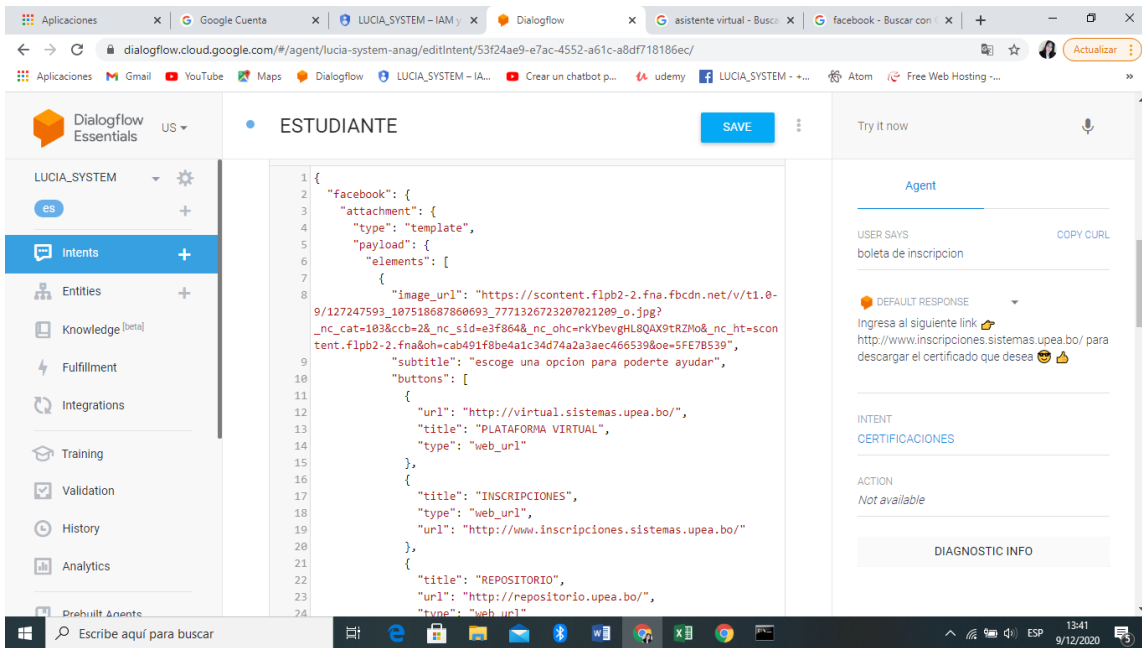 Aplicaciones
Google Cuenta
LUCIA_SYSTEM – IAM y
Dialogflow
asistente virtual - Busca
facebook - Buscar con
dialogflow.cloud.google.com/#/agent/lucia-system-anag/editIntent/53f24ae9-e7ac-4552-a61c-a8df718186ec/
Actualizar
Aplicaciones
Gmail
YouTube
Maps
Dialogflow
LUCIA_SYSTEM – IA...
Crear un chatbot p...
udemy
LUCIA_SYSTEM - +...
Atom
Free Web Hosting -...
»
Dialogflow
Essentials
US
LUCIA_SYSTEM
es
Intents
Entities
Knowledge [beta]
Fulfillment
Integrations
Training
Validation
History
Analytics
Prebuilt Agents
ESTUDIANTE
SAVE
1 {
2 "facebook": {
3 "attachment": {
4 "type": "template",
5 "payload": {
6 "elements": [
7 {
8 "image_url": "https://scontent.flpb2-2.fna.fbcdn.net/v/t1.0-
9/127247593_107518687860693_7771326723207021209_o.jpg?
_nc_cat=103&ccb=2&_nc_sid=e3f864&_nc_ohc=rkYbevgHL8QAX9tRZMo&_nc_ht=scon
tent.flpb2-2.fna&oh=cab491f8be4a1c34d74a2a3aec466539&oe=5FE7B539",
9 "subtitle": "escoge una opcion para poderte ayudar",
10 "buttons": [
11 {
12 "url": "http://virtual.sistemas.upea.bo/",
13 "title": "PLATAFORMA VIRTUAL",
14 "type": "web_url"
15 },
16 {
17 "title": "INSCRIPCIONES",
18 "type": "web_url",
19 "url": "http://www.inscripciones.sistemas.upea.bo/"
20 },
21 {
22 "title": "REPOSITORIO",
23 "url": "http://repositorio.upea.bo/",
24 "type": "web_url"
Try it now
Agent
USER SAYS
COPY CURL
boleta de inscripcion
DEFAULT RESPONSE
Ingresa al siguiente link 👉
http://www.inscripciones.sistemas.upea.bo/ para
descargar el certificado que desea 😎 👍
INTENT
CERTIFICACIONES
ACTION
Not available
DIAGNOSTIC INFO
Escribe aquí para buscar
ESP
13:41
9/12/2020
5